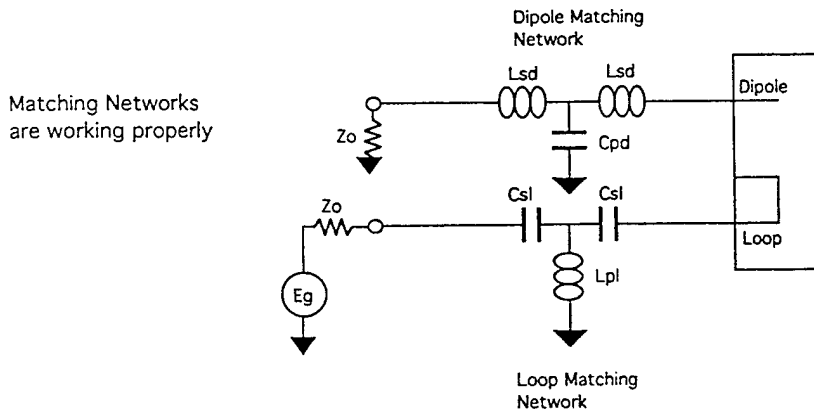 Dipole Matching
Network
Lsd
Lsd
Dipole
Matching Networks
are working properly
Zo
Cpd
Csl
Csl
Zo
Loop
Lpl
Eg
Loop Matching
Network